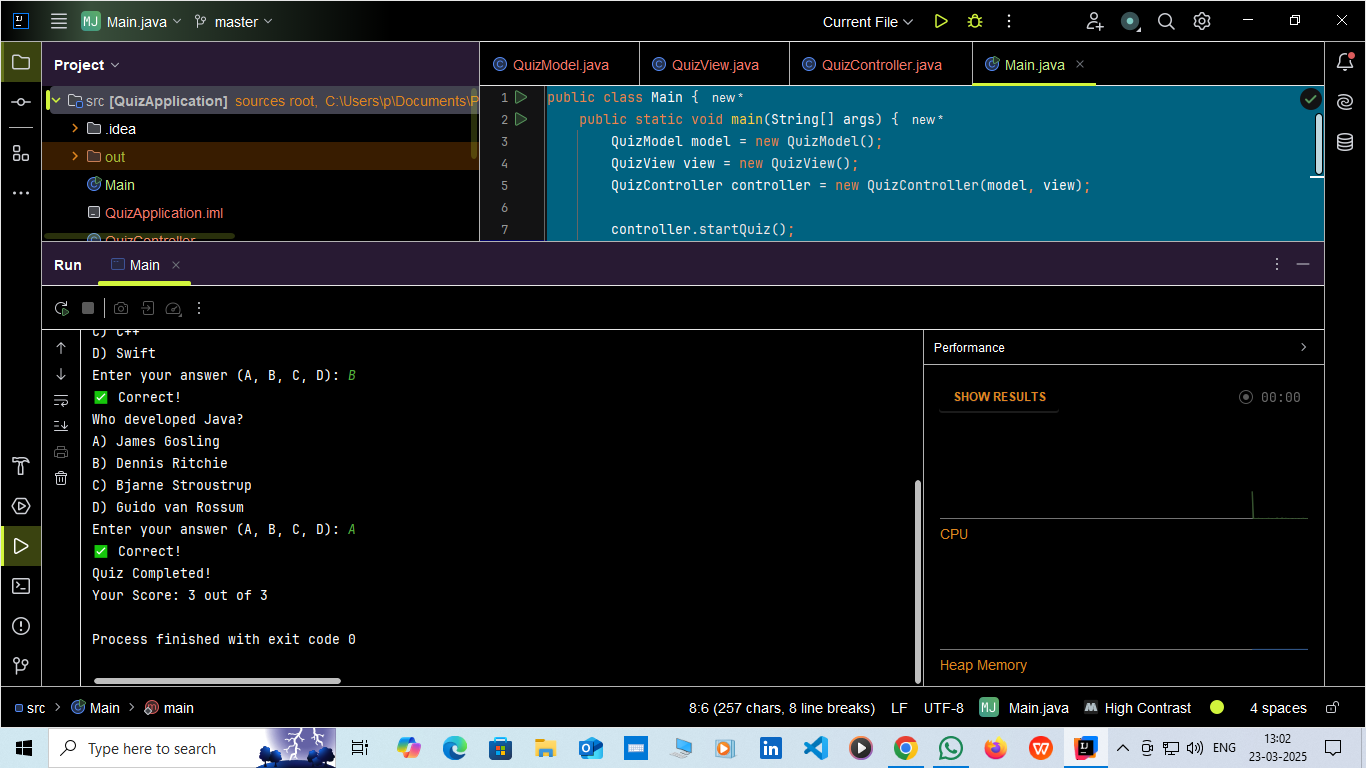 MJ Main.java master Current File
Project
QuizModel.java QuizView.java QuizController.java Main.java
src [QuizApplication] sources root, C:\Users\p\Documents\P
.idea
out
Main
QuizApplication.iml
QuizController
1 public class Main { new *
2 public static void main(String[] args) { new *
3 QuizModel model = new QuizModel();
4 QuizView view = new QuizView();
5 QuizController controller = new QuizController(model, view);
6
7 controller.startQuiz();
Run Main
C) C++
D) Swift
Enter your answer (A, B, C, D): B
✅ Correct!
Who developed Java?
A) James Gosling
B) Dennis Ritchie
C) Bjarne Stroustrup
D) Guido van Rossum
Enter your answer (A, B, C, D): A
✅ Correct!
Quiz Completed!
Your Score: 3 out of 3
Process finished with exit code 0
Performance
SHOW RESULTS 00:00
CPU
Heap Memory
src > Main > main 8:6 (257 chars, 8 line breaks) LF UTF-8 MJ Main.java High Contrast 4 spaces
Type here to search ENG 13:02
23-03-2025